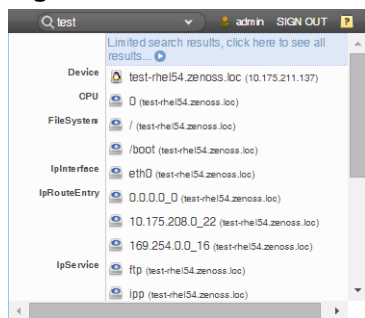 test admin SIGN OUT ?
Limited search results, click here to see all
results...
Device test-rhel54.zenoss.loc (10.175.211.137)
CPU 0 (test-rhel54.zenoss.loc)
FileSystem / (test-rhel54.zenoss.loc)
/boot (test-rhel54.zenoss.loc)
IpInterface eth0 (test-rhel54.zenoss.loc)
IpRouteEntry 0.0.0.0_0 (test-rhel54.zenoss.loc)
10.175.208.0_22 (test-rhel54.zenoss.loc)
169.254.0.0_16 (test-rhel54.zenoss.loc)
IpService ftp (test-rhel54.zenoss.loc)
ipp (test-rhel54.zenoss.loc)